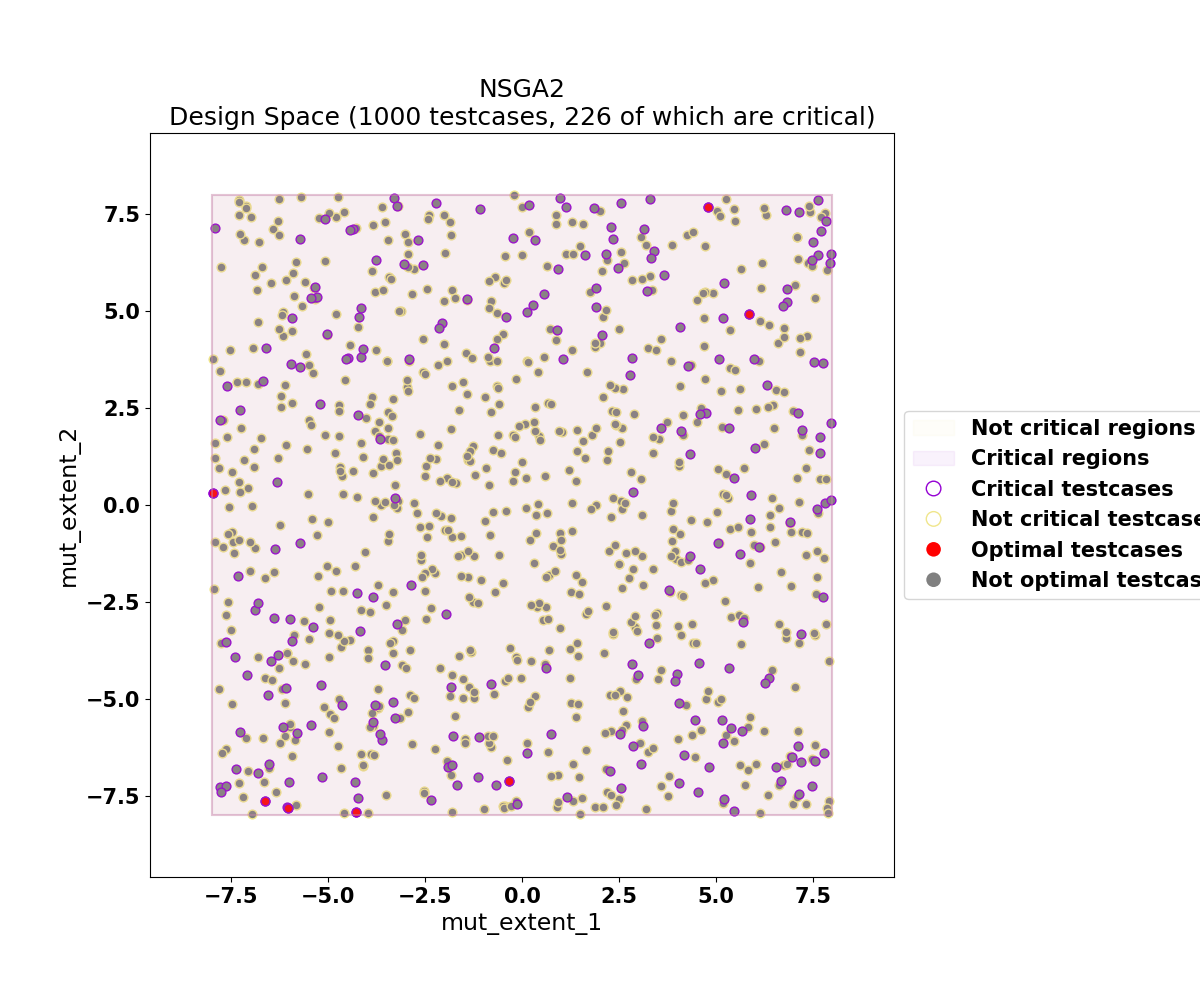 NSGA2
Design Space (1000 testcases, 226 of which are critical)
7.5
5.0
2.5
0.0
−2.5
−5.0
−7.5
mut_extent_2
−7.5 −5.0 −2.5 0.0 2.5 5.0 7.5
mut_extent_1
Not critical regions
Critical regions
Critical testcases
Not critical testcase
Optimal testcases
Not optimal testcas